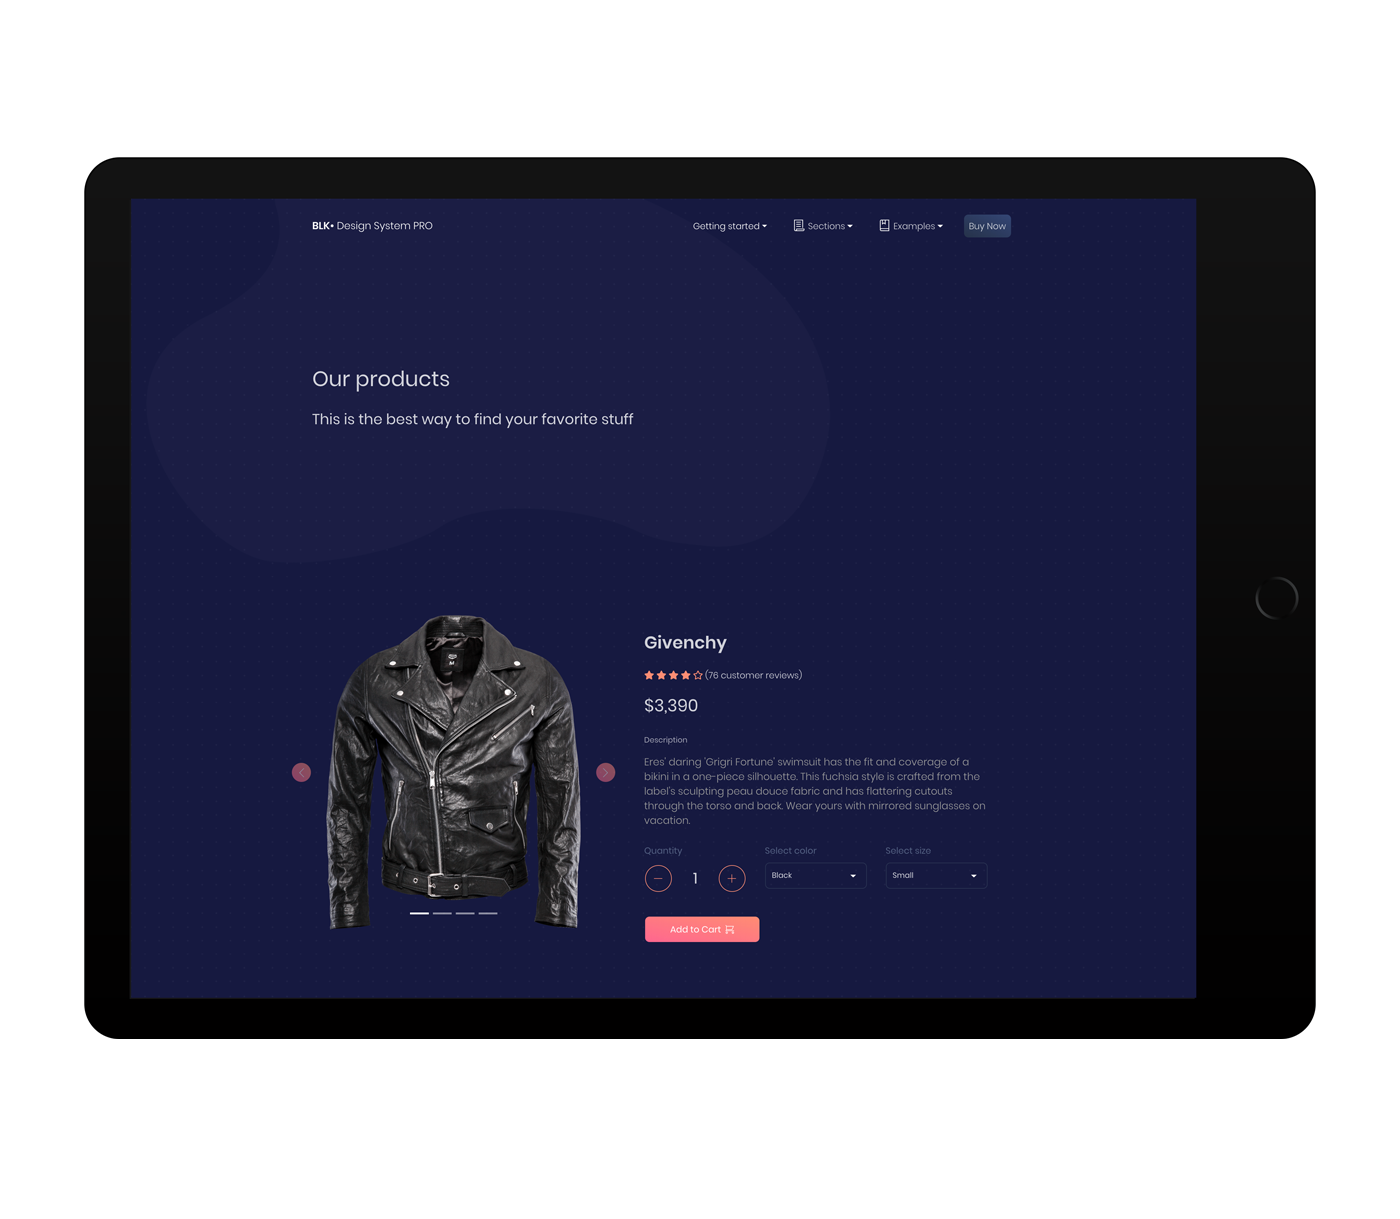 BLK• Design System PRO
Getting started
Sections
Examples
Buy Now
Our products
This is the best way to find your favorite stuff
M
Givenchy
(76 customer reviews)
$3,390
Description
Eres' daring 'Grigri Fortune' swimsuit has the fit and coverage of a
bikini in a one-piece silhouette. This fuchsia style is crafted from the
label's sculpting peau douce fabric and has flattering cutouts
through the torso and back. Wear yours with mirrored sunglasses on
vacation.
Quantity
Select color
Select size
1
Black
Small
Add to Cart